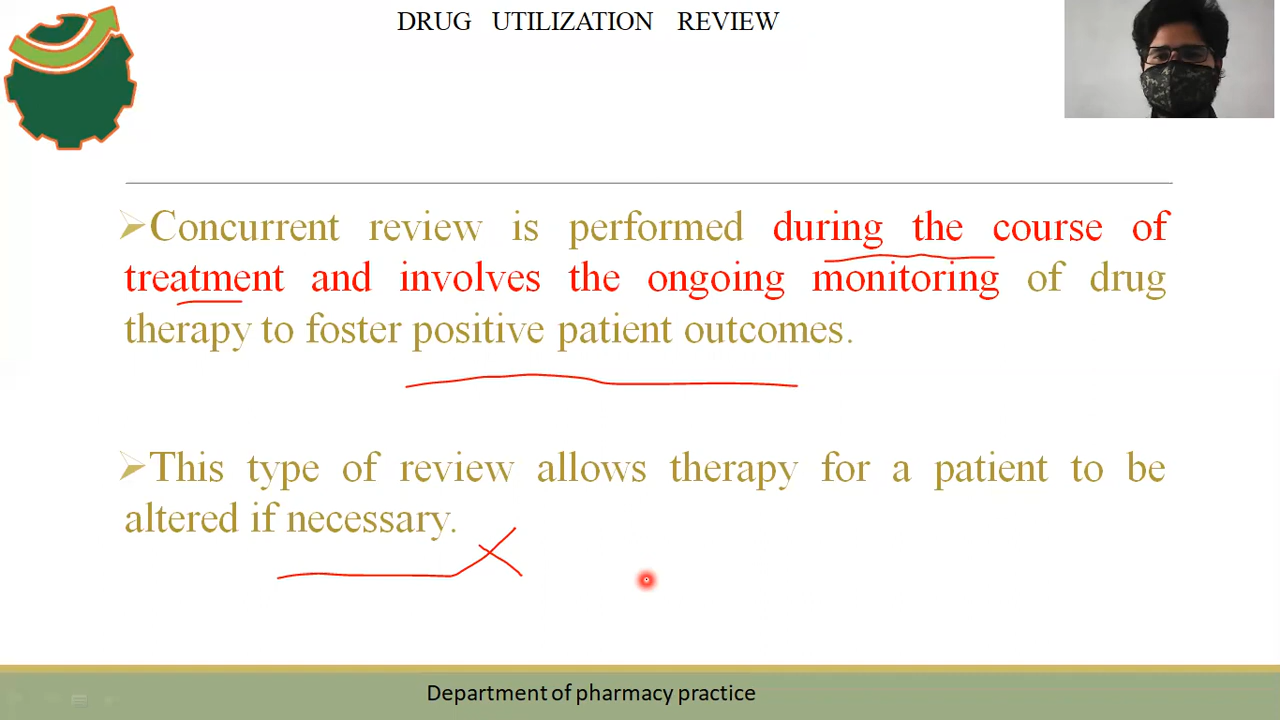 DRUG UTILIZATION REVIEW
➢Concurrent review is performed during the course of
treatment and involves the ongoing monitoring of drug
therapy to foster positive patient outcomes.
➢This type of review allows therapy for a patient to be
altered if necessary.
Department of pharmacy practice